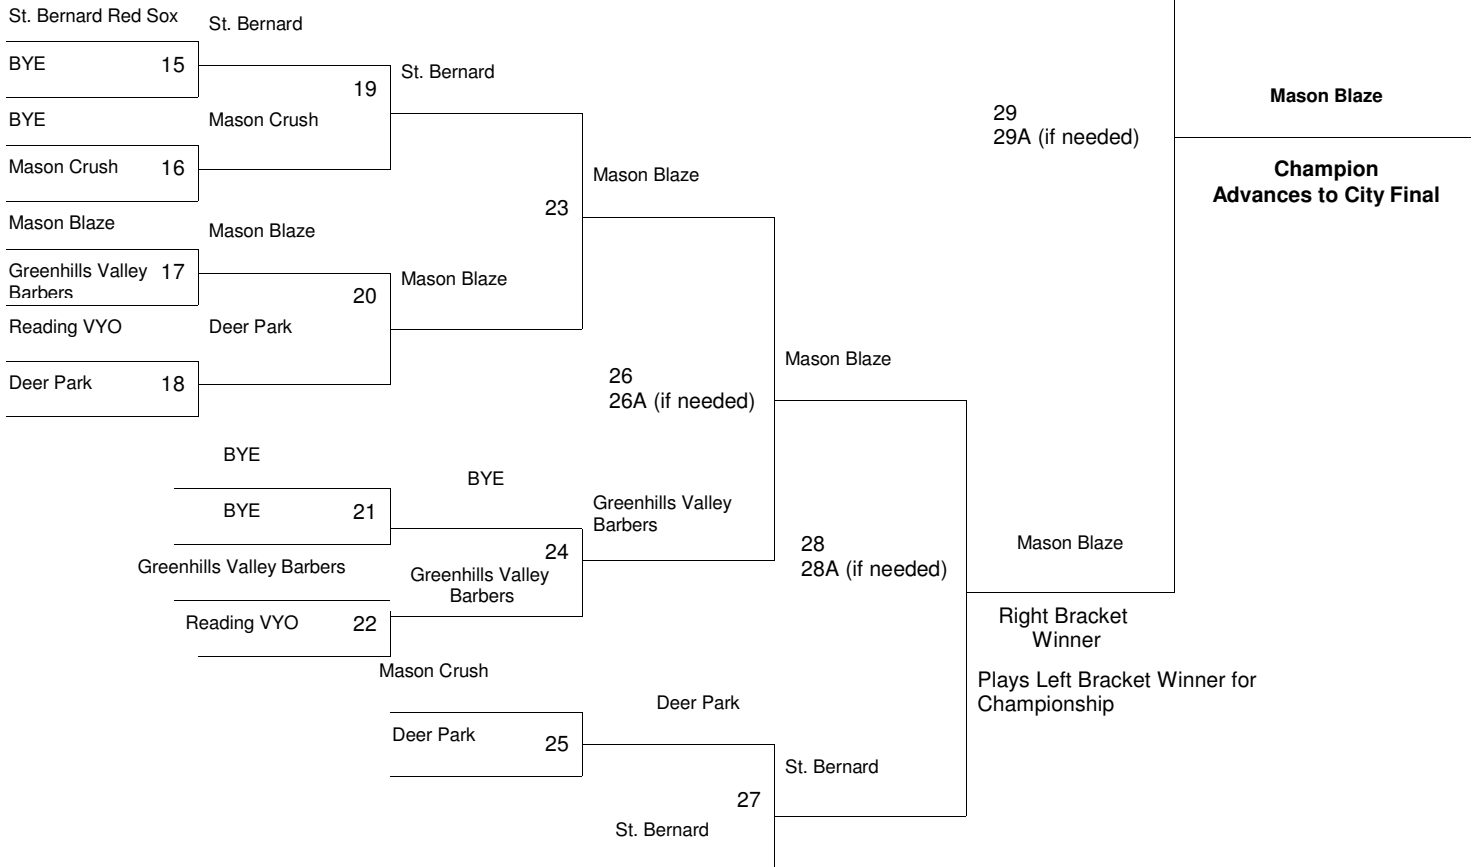 St. Bernard Red Sox
St. Bernard
BYE 15
St. Bernard
19
BYE
Mason Crush
Mason Crush 16
Mason Blaze
23
Mason Blaze
Mason Blaze
Greenhills Valley 17
Barbers
Mason Blaze
20
Reading VYO
Deer Park
Deer Park 18
26
26A (if needed)
Mason Blaze
BYE
BYE
BYE 21
Greenhills Valley
Barbers
24
Greenhills Valley Barbers
Greenhills Valley
Barbers
Reading VYO 22
28
28A (if needed)
Mason Blaze
Right Bracket
Winner
Plays Left Bracket Winner for
Championship
Mason Crush
Deer Park
Deer Park 25
St. Bernard
27
St. Bernard
29
29A (if needed)
Mason Blaze
Champion
Advances to City Final